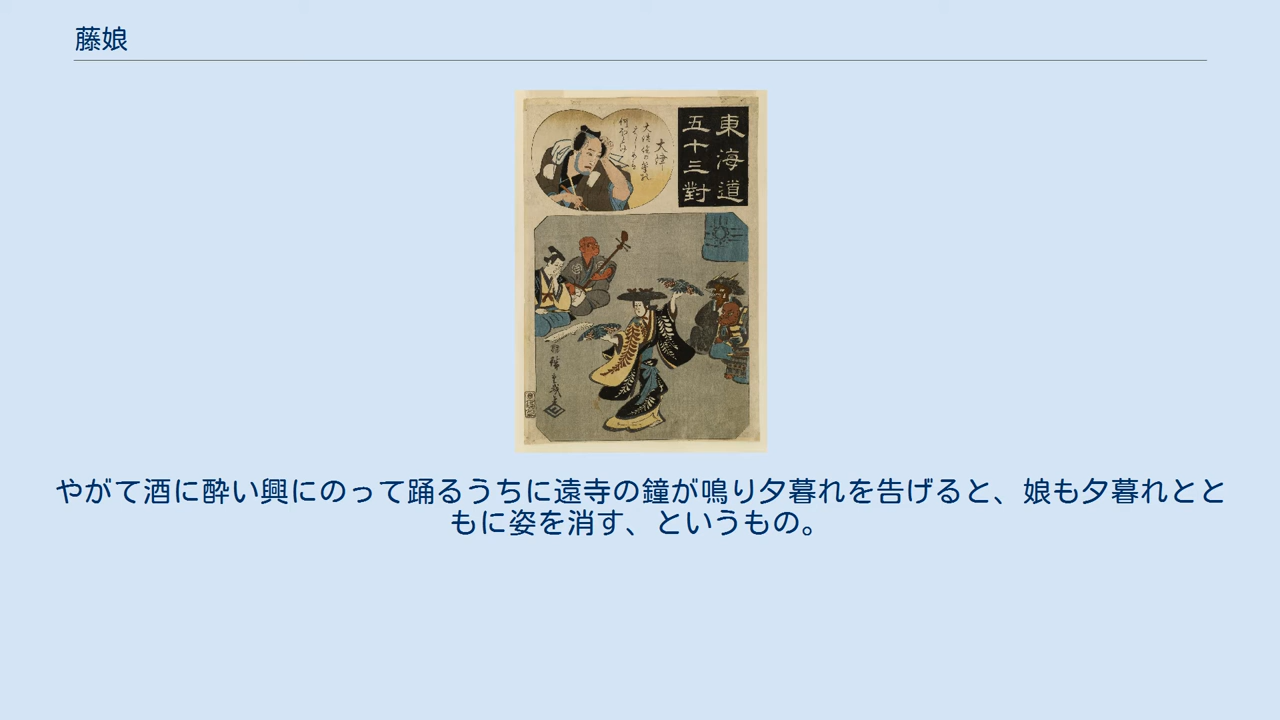 藤娘
東海道
五十三對
大津
やがて酒に酔い興にのって踊るうちに遠寺の鐘が鳴り夕暮れを告げると、娘も夕暮れとと
もに姿を消す、というもの。